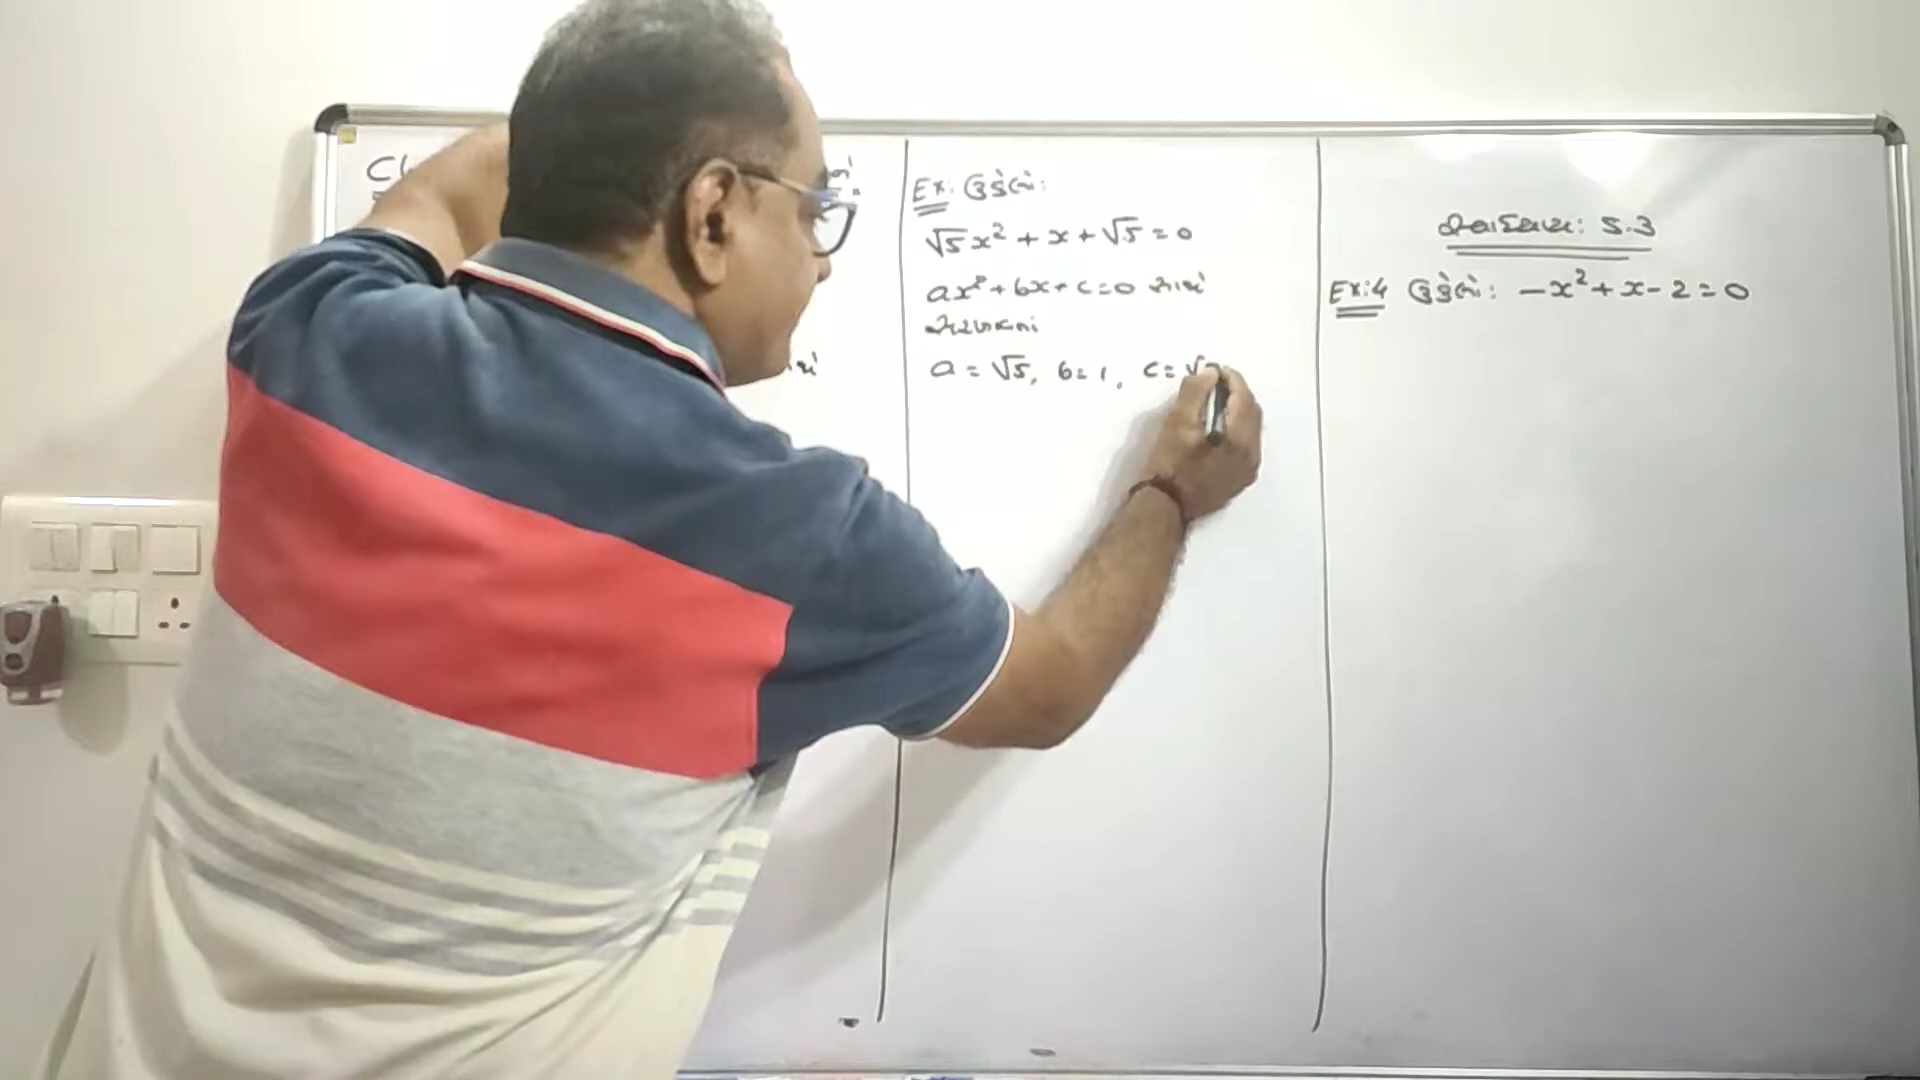 Ex: ઉકેલો:
√5x² + x + √5 = 0
ax² + bx + c = 0 સાથે
સરખાવતાં
a = √5, b = 1, c = √
સ્વાધ્યાય: 5.3
Ex:4 ઉકેલો: -x² + x - 2 = 0